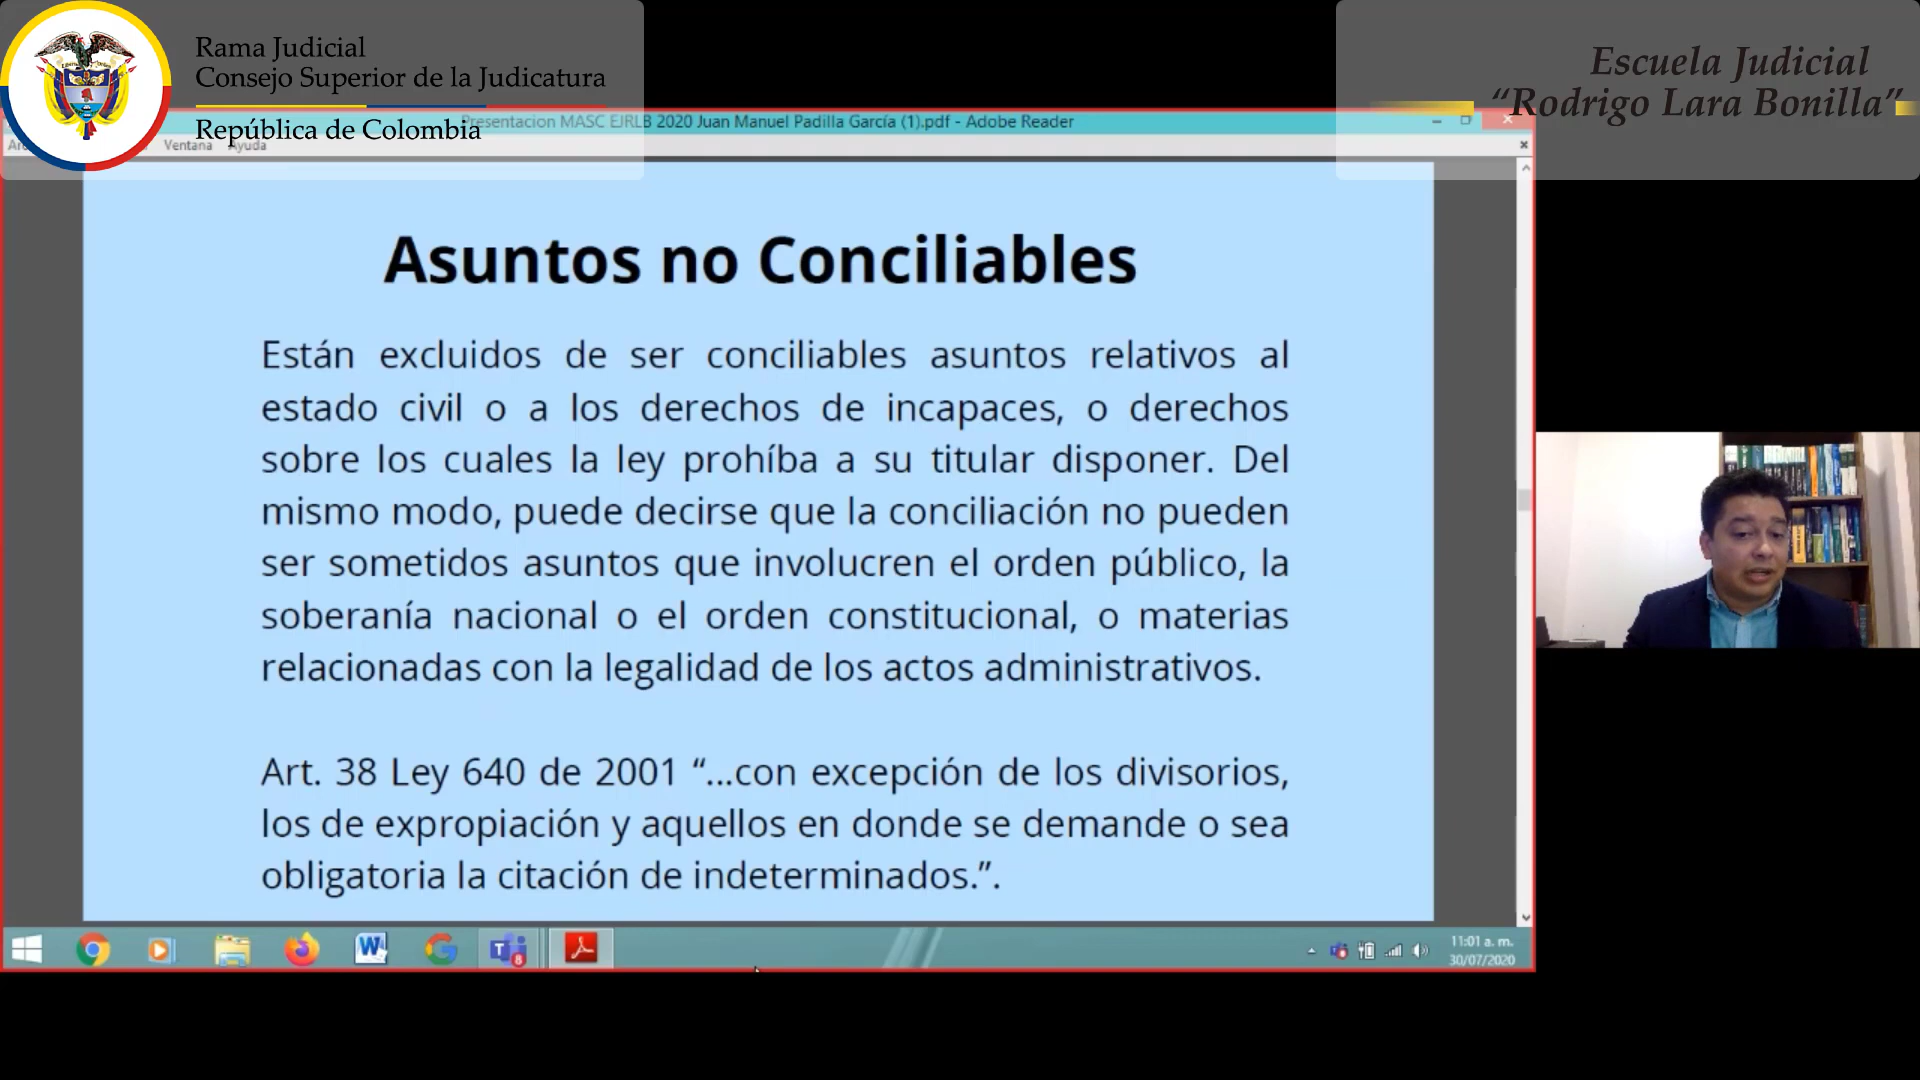 Rama Judicial
Consejo Superior de la Judicatura
República de Colombia
Escuela Judicial
“Rodrigo Lara Bonilla”
Presentacion MASC EJRLB 2020 Juan Manuel Padilla García (1).pdf - Adobe Reader
Ventana Ayuda
Asuntos no Conciliables
Están excluidos de ser conciliables asuntos relativos al
estado civil o a los derechos de incapaces, o derechos
sobre los cuales la ley prohíba a su titular disponer. Del
mismo modo, puede decirse que la conciliación no pueden
ser sometidos asuntos que involucren el orden público, la
soberanía nacional o el orden constitucional, o materias
relacionadas con la legalidad de los actos administrativos.
Art. 38 Ley 640 de 2001 “...con excepción de los divisorios,
los de expropiación y aquellos en donde se demande o sea
obligatoria la citación de indeterminados.”.
11:01 a. m.
30/07/2020